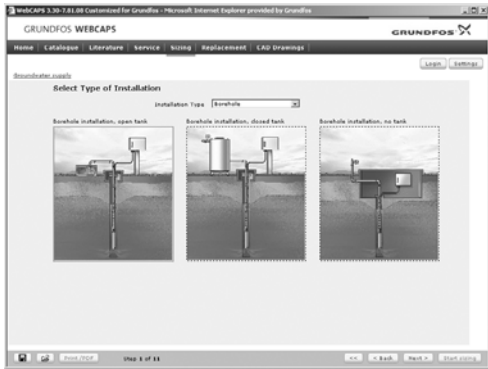 WebCAPS 3.30-7.01.00 Customized for Grundfos - Microsoft Internet Explorer provided by Grundfos
GRUNDFOS WEBCAPS
GRUNDFOS
Home Catalogue Literature Service Sizing Replacement CAD Drawings
Login Settings
Groundwater supply
Select Type of Installation
Installation Type Borehole
Borehole installation, open tank Borehole installation, closed tank Borehole installation, no tank
Print/PDF Step 1 of 11 << < Back Next > Start sizing